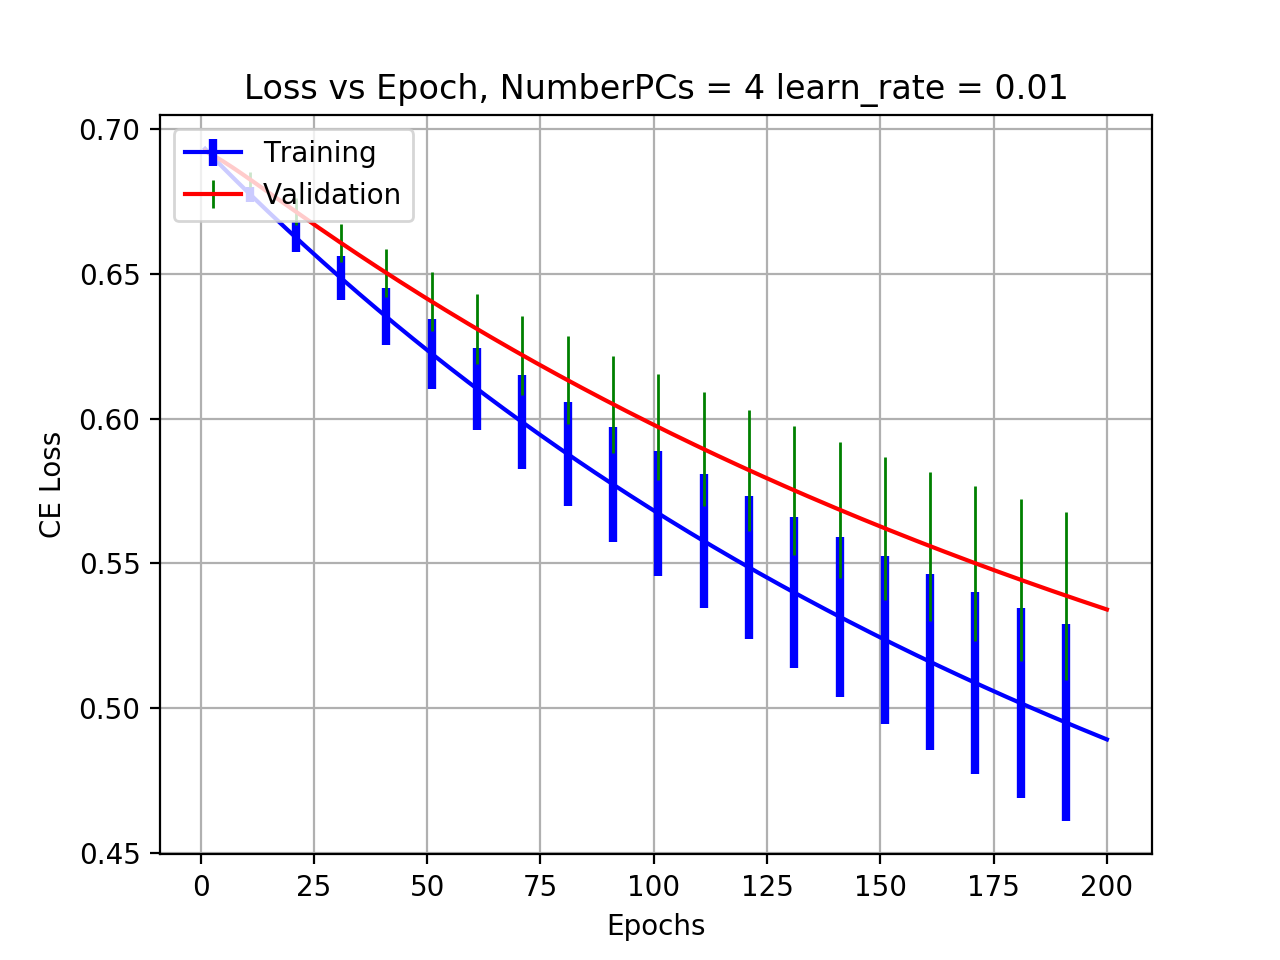 Loss vs Epoch, NumberPCs = 4 learn_rate = 0.01
0.70
Training
Validation
0.65
0.60
0.55
0.50
0.45
CE Loss
0 25 50 75 100 125 150 175 200
Epochs